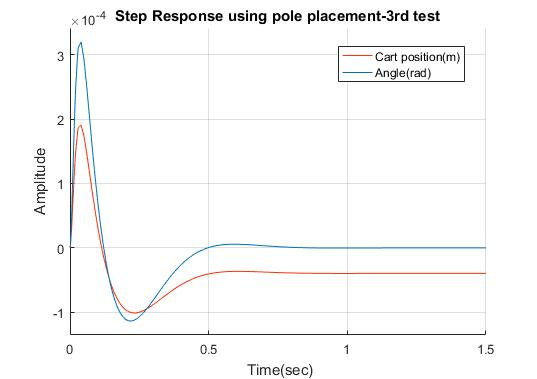 ×10⁻⁴
Step Response using pole placement-3rd test
Cart position(m)
Angle(rad)
3
2
1
0
-1
Amplitude
0
0.5
1
1.5
Time(sec)